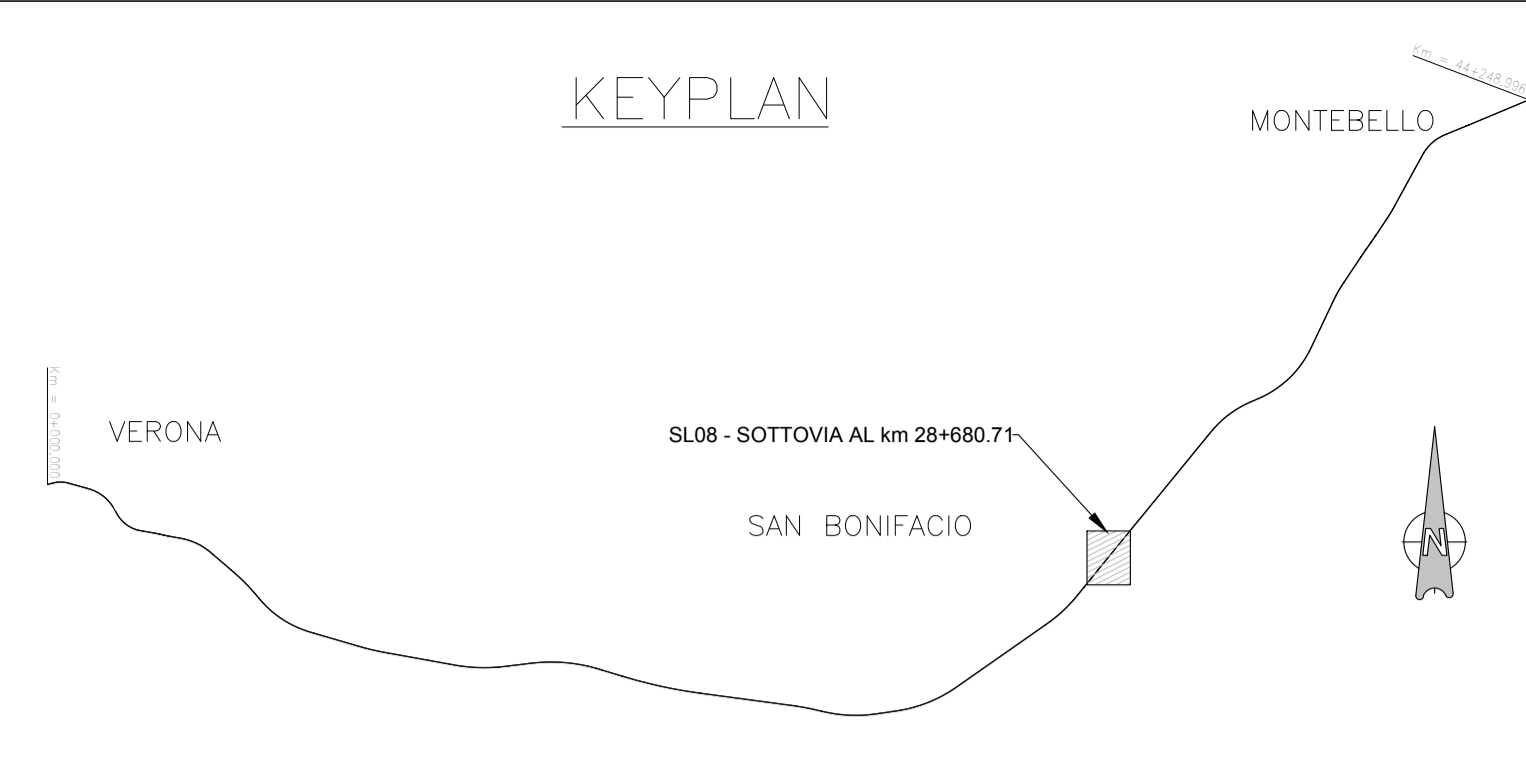 KEYPLAN
Km = 44+248.996
MONTEBELLO
Km = 0+000.000
VERONA
SL08 - SOTTOVIA AL km 28+680.71
SAN BONIFACIO
N